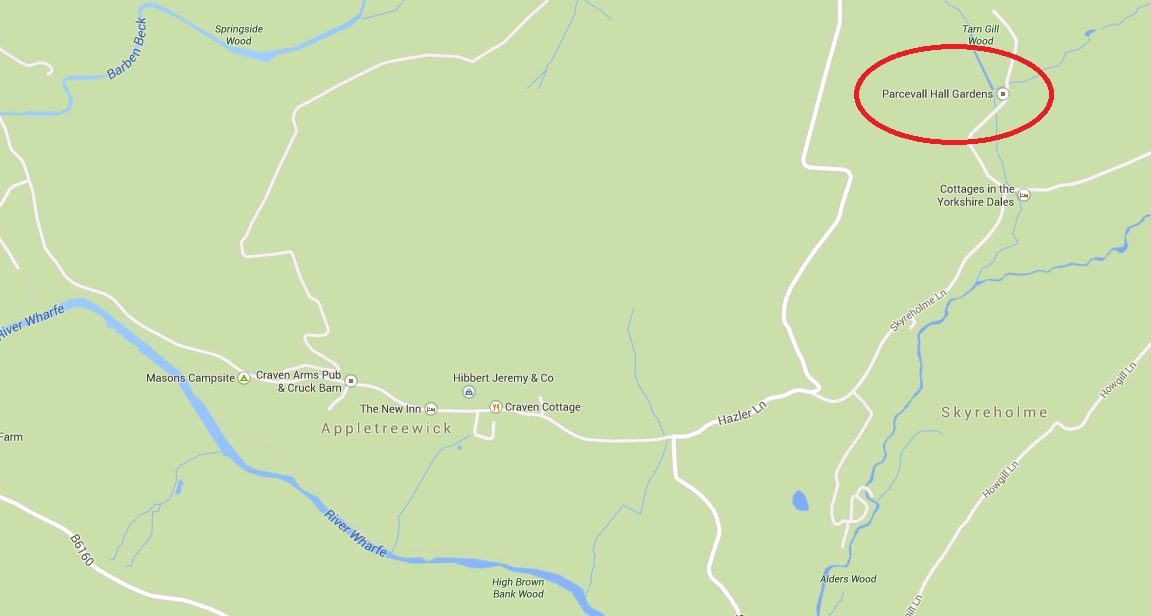 Springside
Wood
Barben Beck
Tarn Gill
Wood
Parcevall Hall Gardens
Cottages in the
Yorkshire Dales
River Wharfe
Skyreholme Ln
Masons Campsite
Craven Arms Pub
& Cruck Barn
Hibbert Jeremy & Co
The New Inn
Craven Cottage
Appletreewick
Hazler Ln
Howgill Ln
Skyreholme
Farm
Howgill Ln
B6160
River Wharfe
High Brown
Bank Wood
Alders Wood